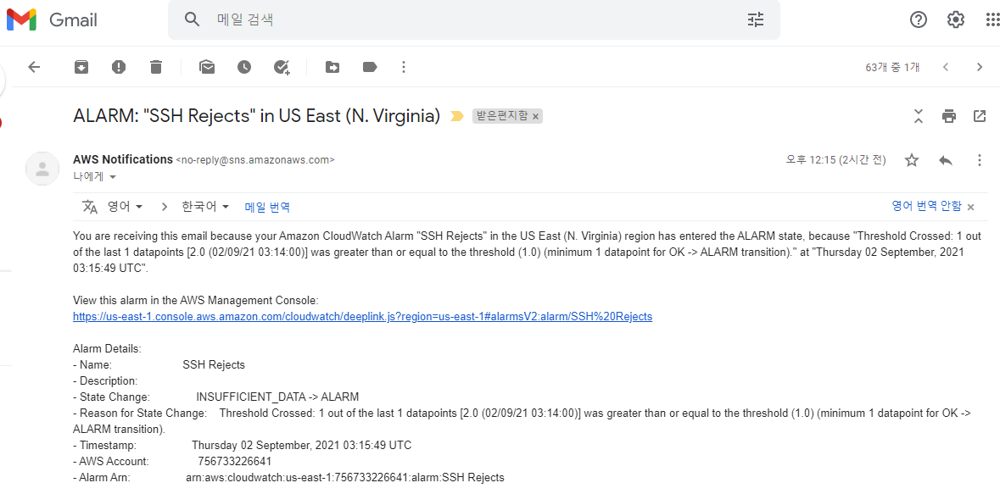 Gmail
메일 검색
63개 중 1개
ALARM: "SSH Rejects" in US East (N. Virginia)
받은편지함 ×
AWS Notifications <no-reply@sns.amazonaws.com>
오후 12:15 (2시간 전)
나에게
영어 > 한국어 메일 번역
영어 번역 안함 ×
You are receiving this email because your Amazon CloudWatch Alarm "SSH Rejects" in the US East (N. Virginia) region has entered the ALARM state, because "Threshold Crossed: 1 out
of the last 1 datapoints [2.0 (02/09/21 03:14:00)] was greater than or equal to the threshold (1.0) (minimum 1 datapoint for OK -> ALARM transition)." at "Thursday 02 September, 2021
03:15:49 UTC".
View this alarm in the AWS Management Console:
https://us-east-1.console.aws.amazon.com/cloudwatch/deeplink.js?region=us-east-1#alarmsV2:alarm/SSH%20Rejects
Alarm Details:
- Name: SSH Rejects
- Description:
- State Change: INSUFFICIENT_DATA -> ALARM
- Reason for State Change: Threshold Crossed: 1 out of the last 1 datapoints [2.0 (02/09/21 03:14:00)] was greater than or equal to the threshold (1.0) (minimum 1 datapoint for OK ->
ALARM transition).
- Timestamp: Thursday 02 September, 2021 03:15:49 UTC
- AWS Account: 756733226641
- Alarm Arn: arn:aws:cloudwatch:us-east-1:756733226641:alarm:SSH Rejects